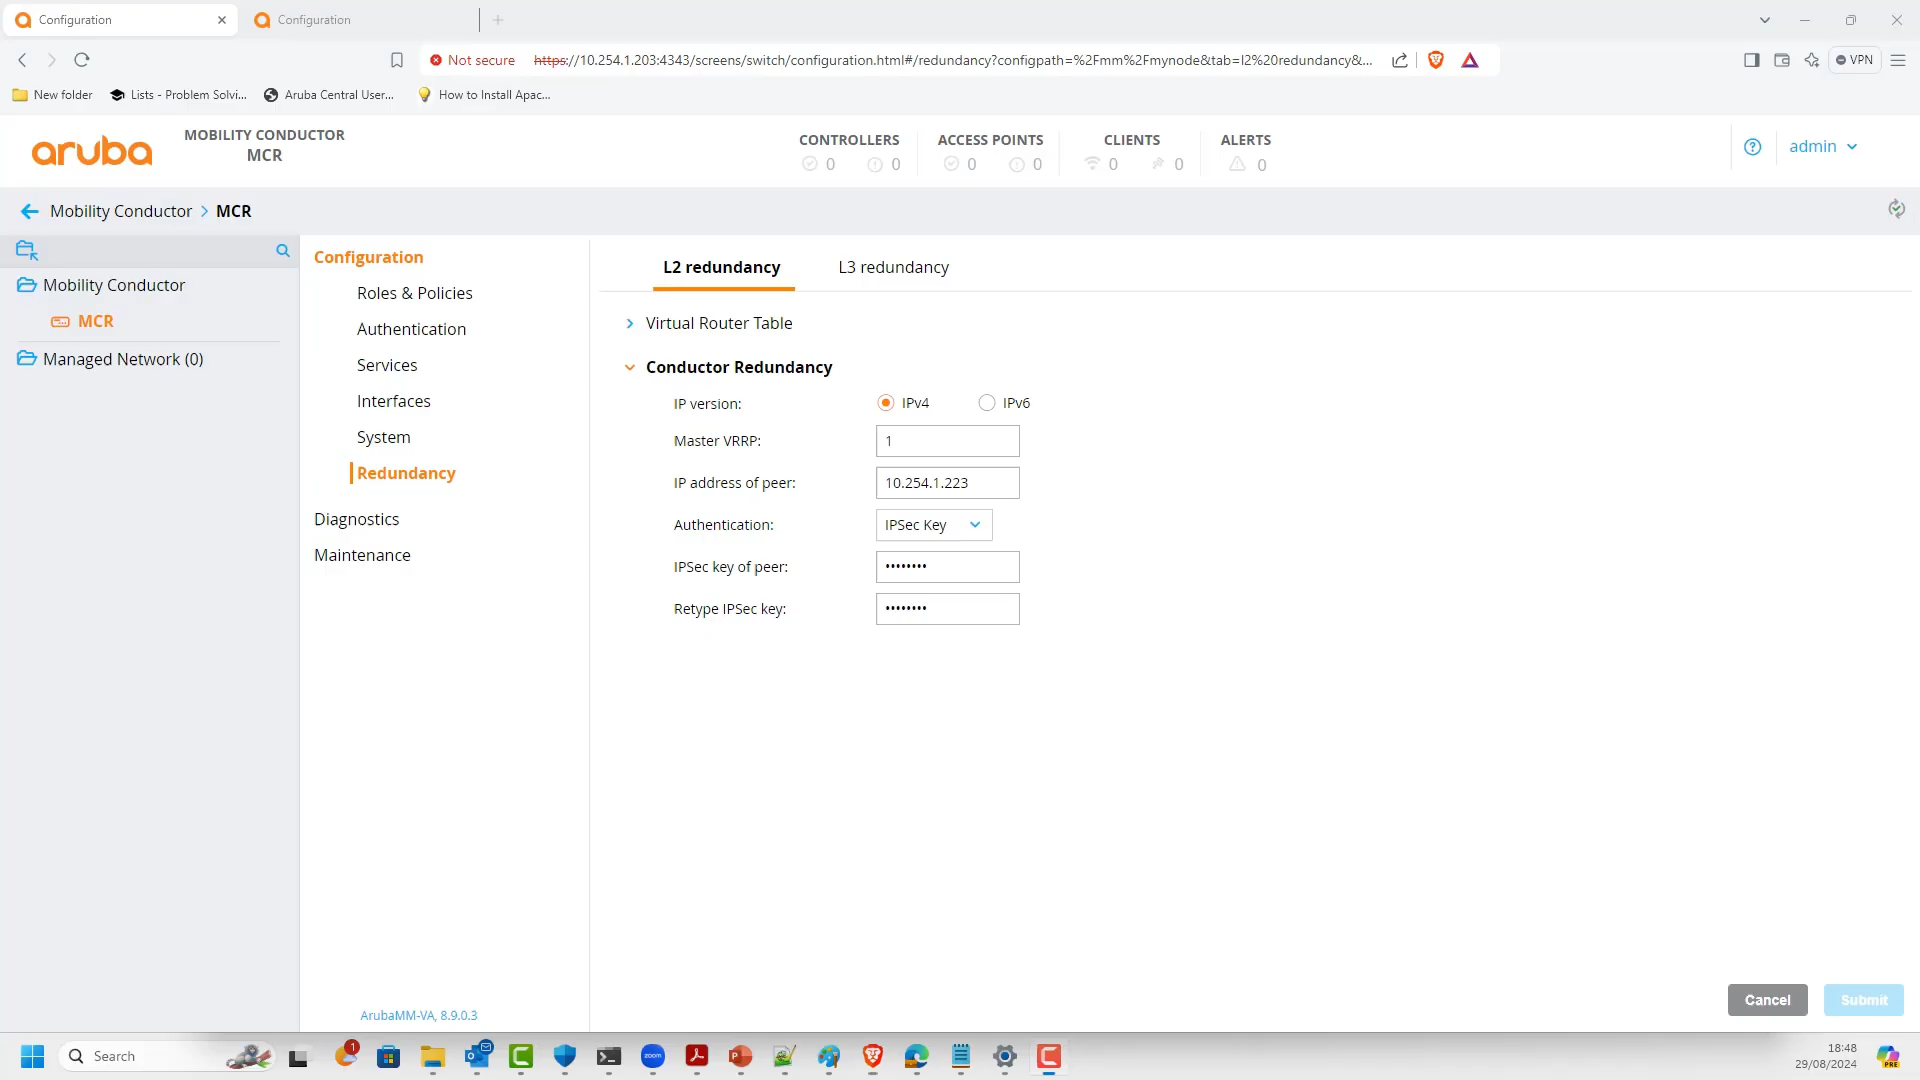 Configuration
Configuration
Not secure https://10.254.1.203:4343/screens/switch/configuration.html#/redundancy?configpath=%2Fmm%2Fmynode&tab=l2%20redundancy&...
VPN
New folder
Lists - Problem Solvi...
Aruba Central User...
How to Install Apac...
aruba
MOBILITY CONDUCTOR
MCR
CONTROLLERS
0 0
ACCESS POINTS
0 0
CLIENTS
0 0
ALERTS
0
admin
Mobility Conductor > MCR
Mobility Conductor
MCR
Managed Network (0)
Configuration
Roles & Policies
Authentication
Services
Interfaces
System
Redundancy
Diagnostics
Maintenance
ArubaMM-VA, 8.9.0.3
L2 redundancy
L3 redundancy
Virtual Router Table
Conductor Redundancy
IP version: IPv4 IPv6
Master VRRP: 1
IP address of peer: 10.254.1.223
Authentication: IPSec Key
IPSec key of peer: ••••••••
Retype IPSec key: ••••••••
Cancel
Submit
Search
1
zoom
18:48
29/08/2024
PRE